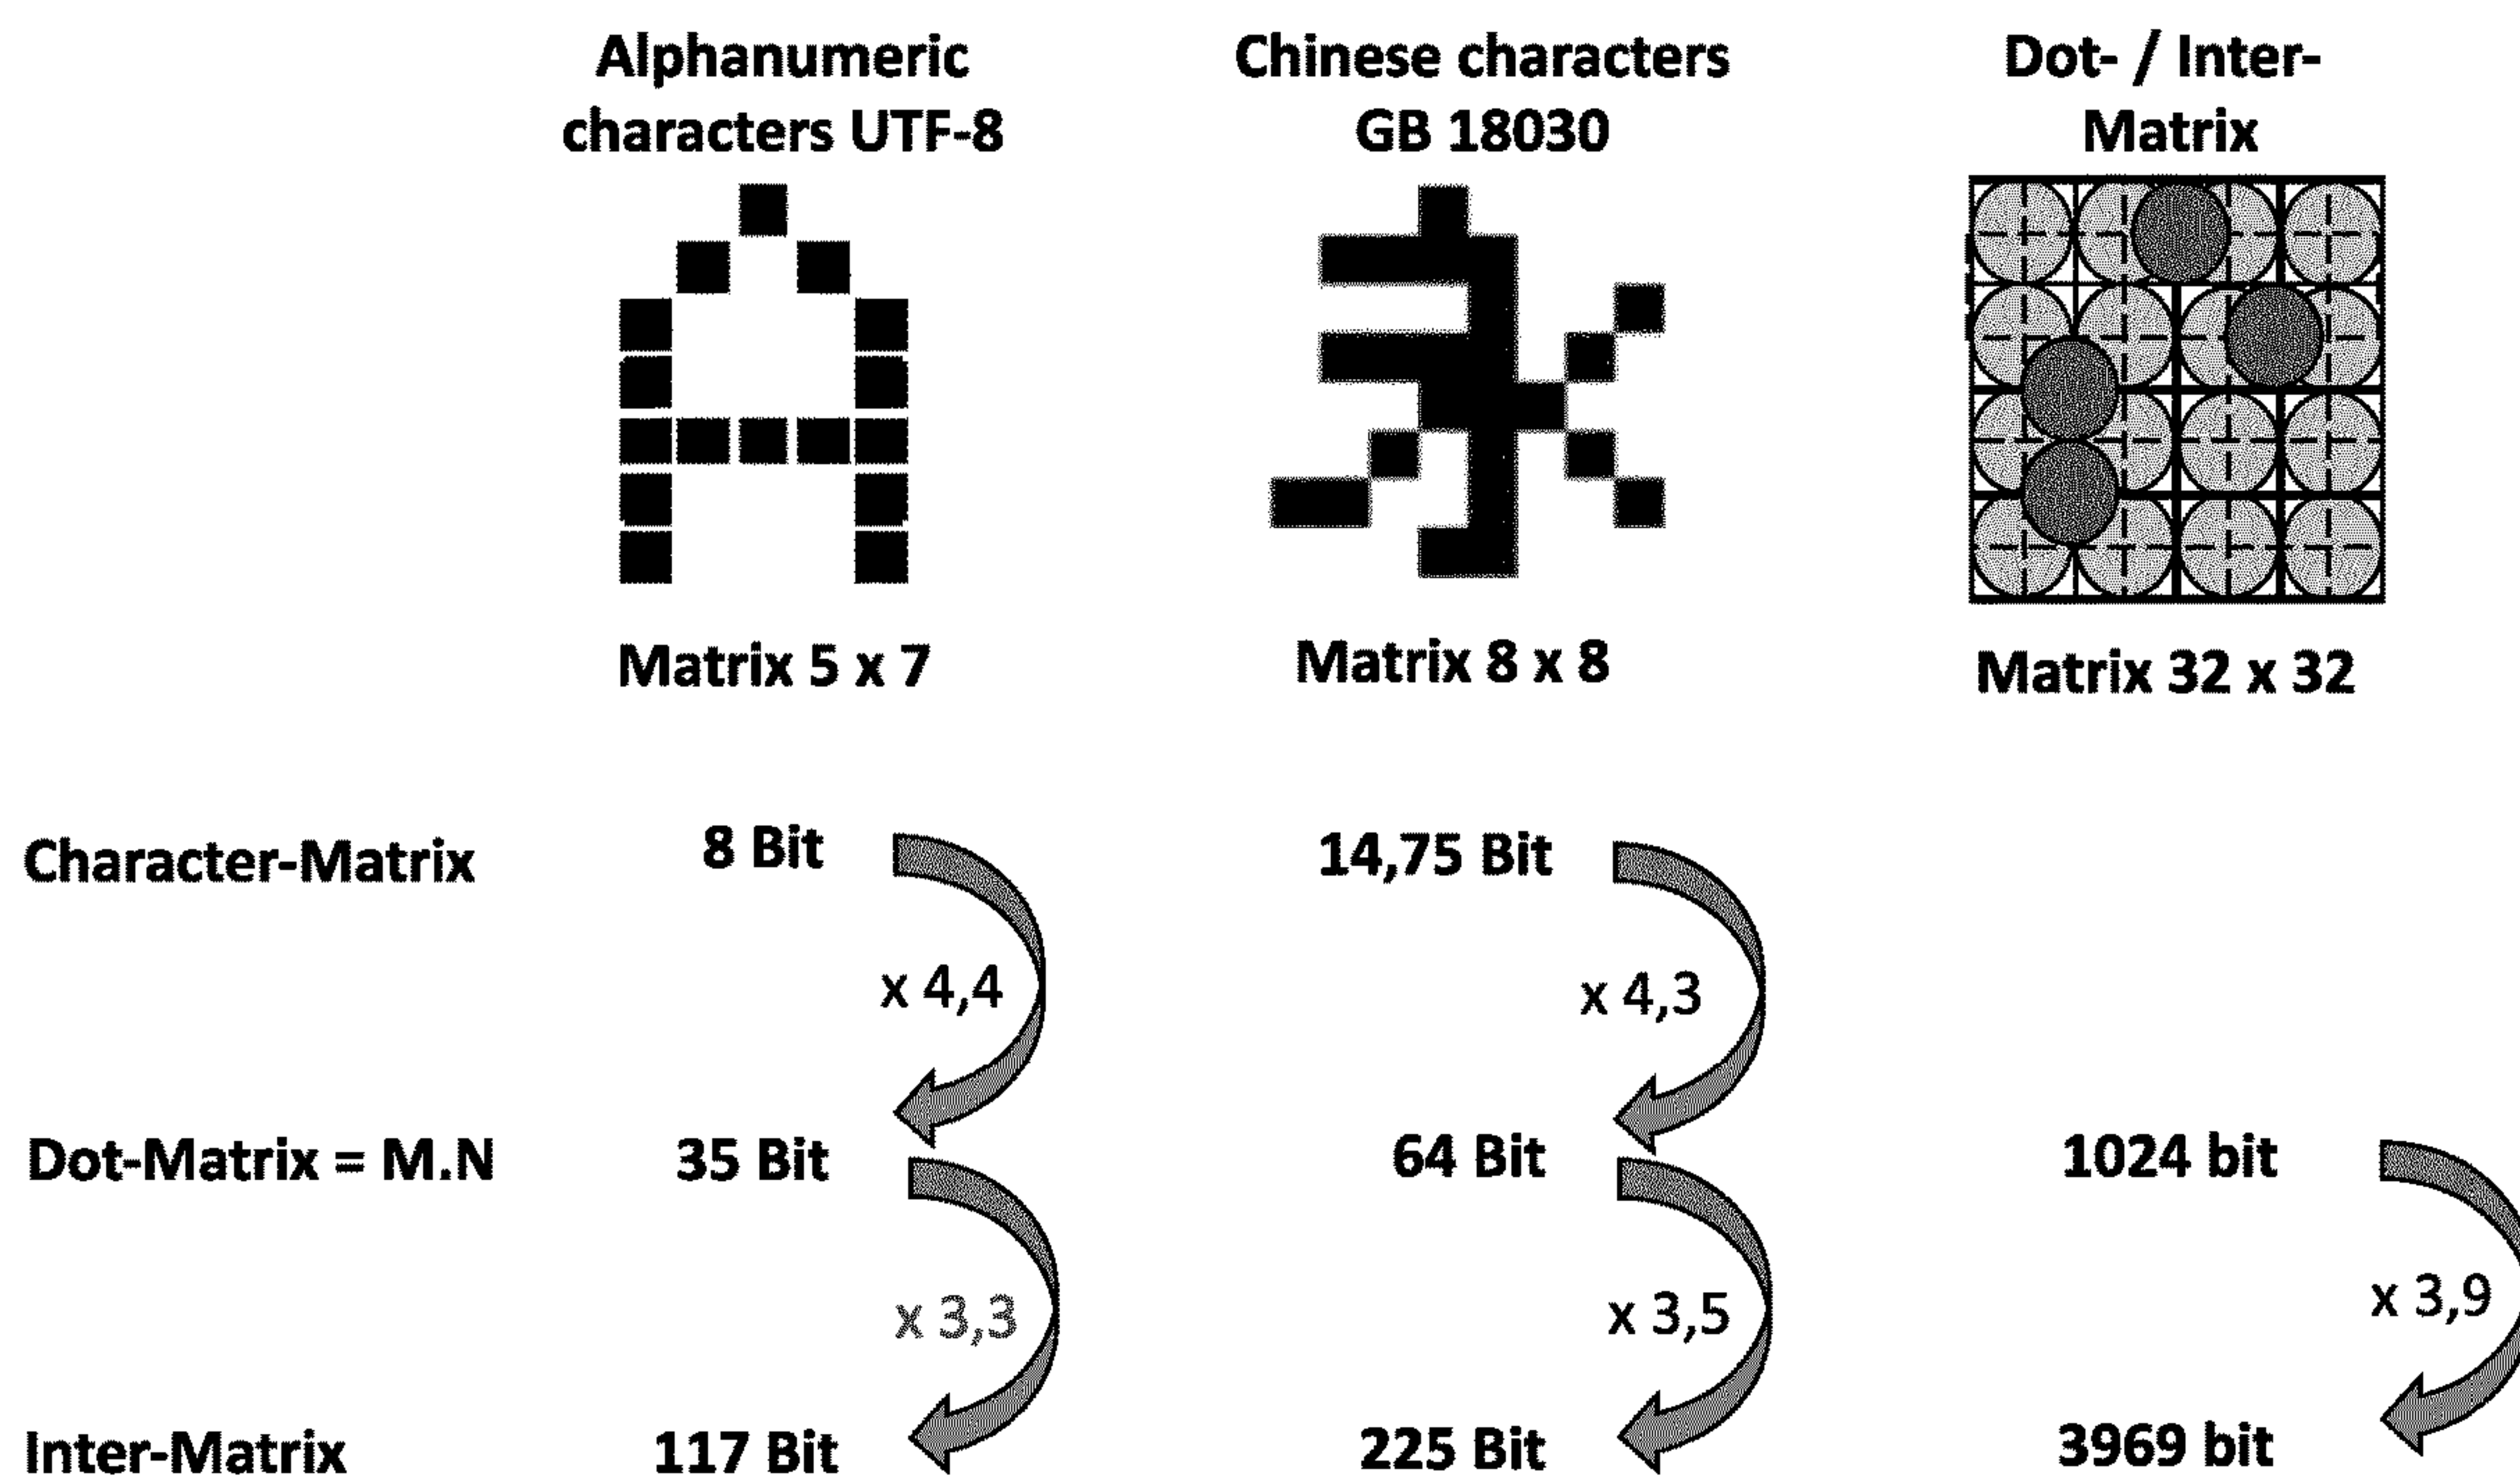 Alphanumeric
characters UTF-8
Chinese characters
GB 18030
Dot- / Inter-
Matrix
Matrix 5 x 7
Matrix 8 x 8
Matrix 32 x 32
Character-Matrix
8 Bit
14,75 Bit
x 4,4
x 4,3
Dot-Matrix = M.N
35 Bit
64 Bit
1024 bit
x 3,3
x 3,5
x 3,9
Inter-Matrix
117 Bit
225 Bit
3969 bit